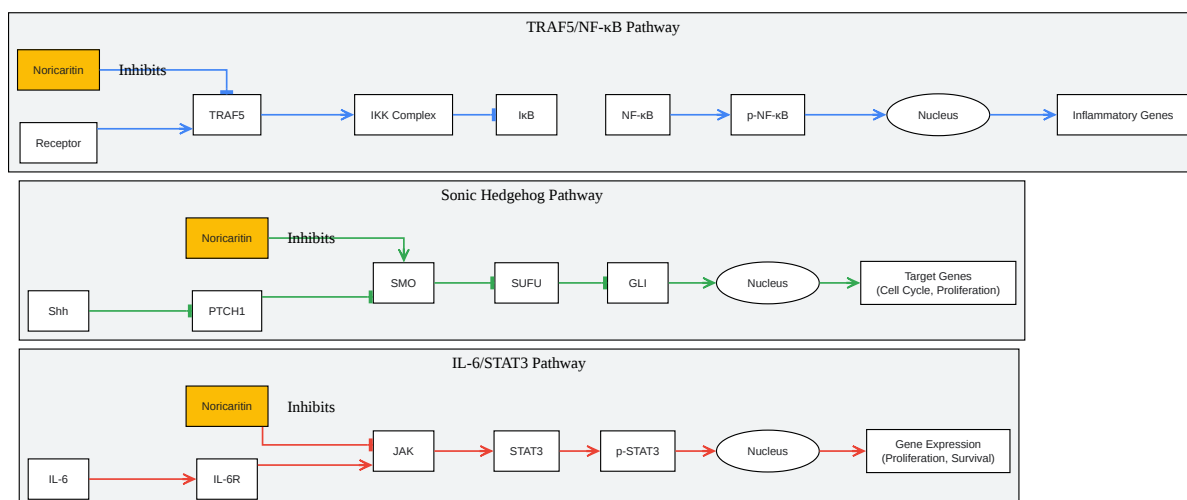 TRAF5/NF-κB Pathway
Noricaritin
Inhibits
Receptor
TRAF5
IKK Complex
IκB
NF-κB
p-NF-κB
Nucleus
Inflammatory Genes
Sonic Hedgehog Pathway
Noricaritin
Inhibits
Shh
PTCH1
SMO
SUFU
GLI
Nucleus
Target Genes
(Cell Cycle, Proliferation)
IL-6/STAT3 Pathway
Noricaritin
Inhibits
IL-6
IL-6R
JAK
STAT3
p-STAT3
Nucleus
Gene Expression
(Proliferation, Survival)